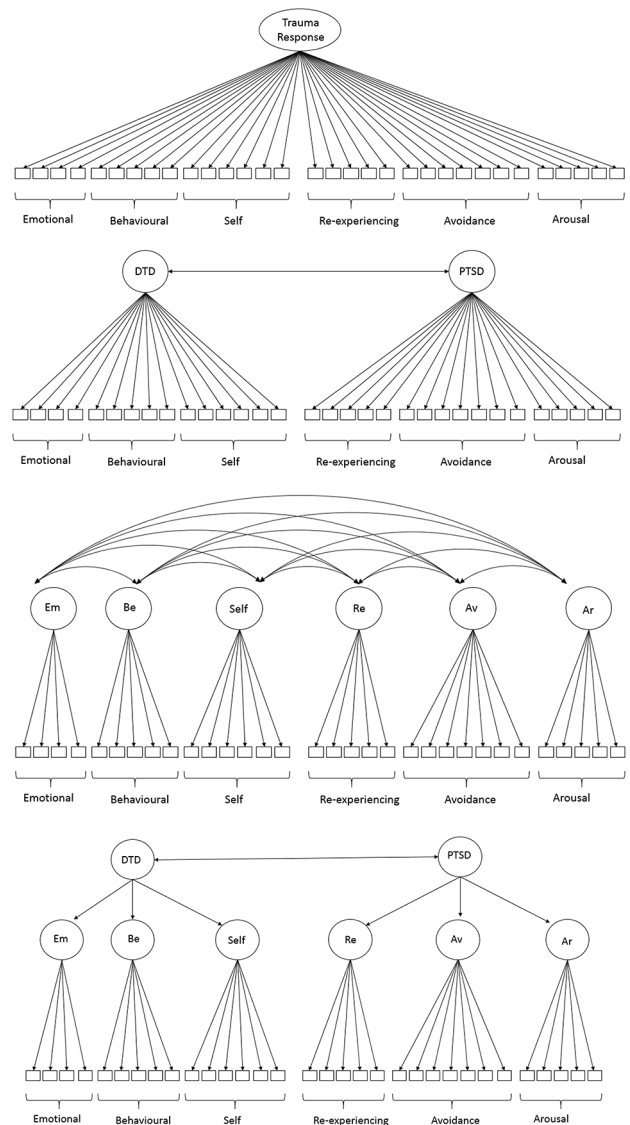 Trauma
Response
Emotional Behavioural Self Re-experiencing Avoidance Arousal
DTD PTSD
Emotional Behavioural Self Re-experiencing Avoidance Arousal
Em Be Self Re Av Ar
Emotional Behavioural Self Re-experiencing Avoidance Arousal
DTD PTSD
Em Be Self Re Av Ar
Emotional Behavioural Self Re-experiencing Avoidance Arousal